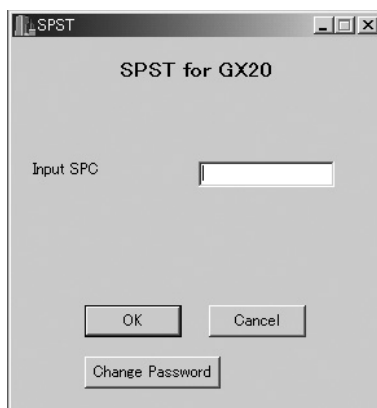 SPST
SPST for GX20
Input SPC
OK
Cancel
Change Password